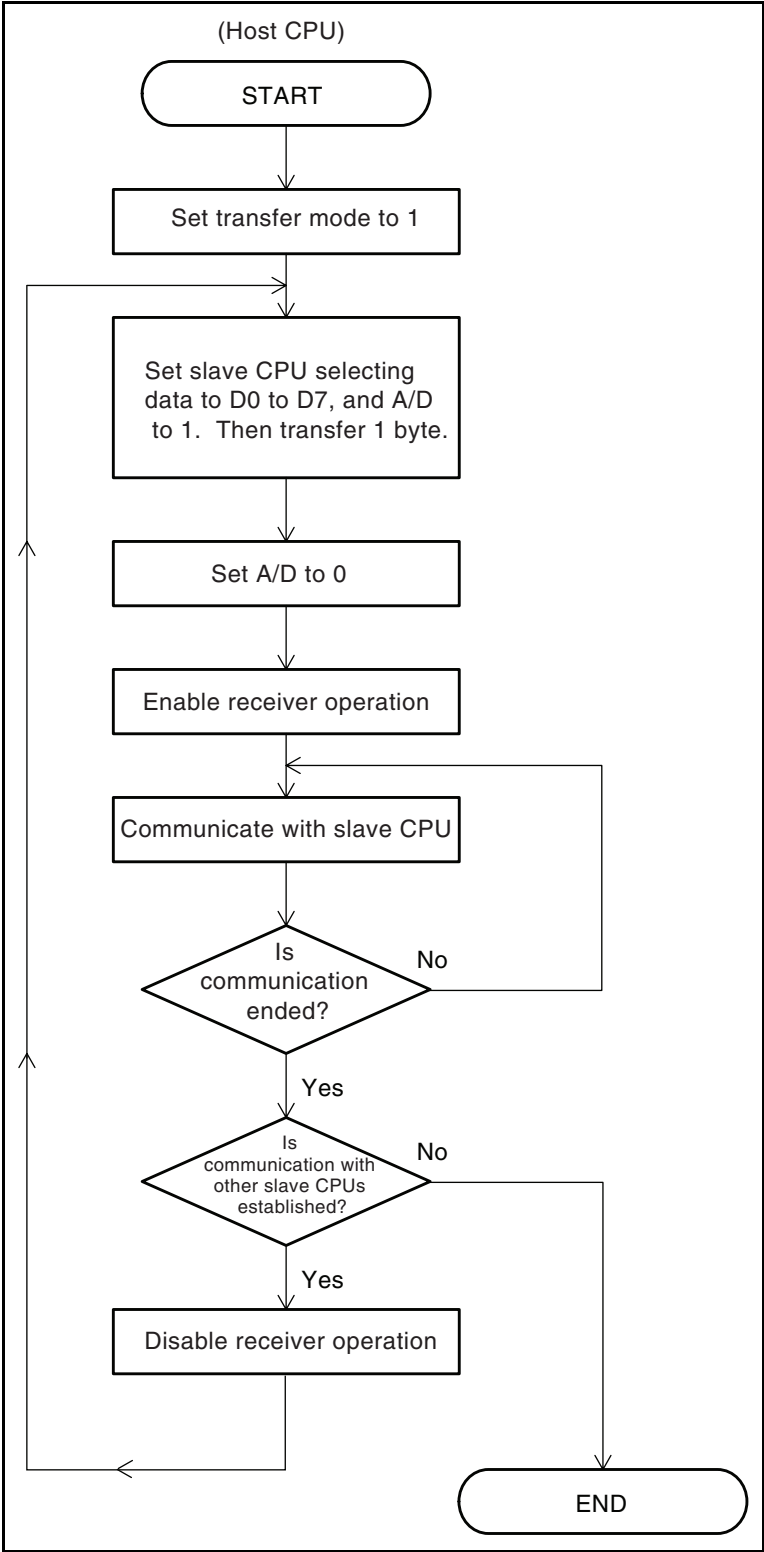 (Host CPU)
START
Set transfer mode to 1
Set slave CPU selecting
data to D0 to D7, and A/D
to 1. Then transfer 1 byte.
Set A/D to 0
Enable receiver operation
Communicate with slave CPU
Is
communication
ended?
No
Yes
Is
communication with
other slave CPUs
established?
No
Yes
Disable receiver operation
END